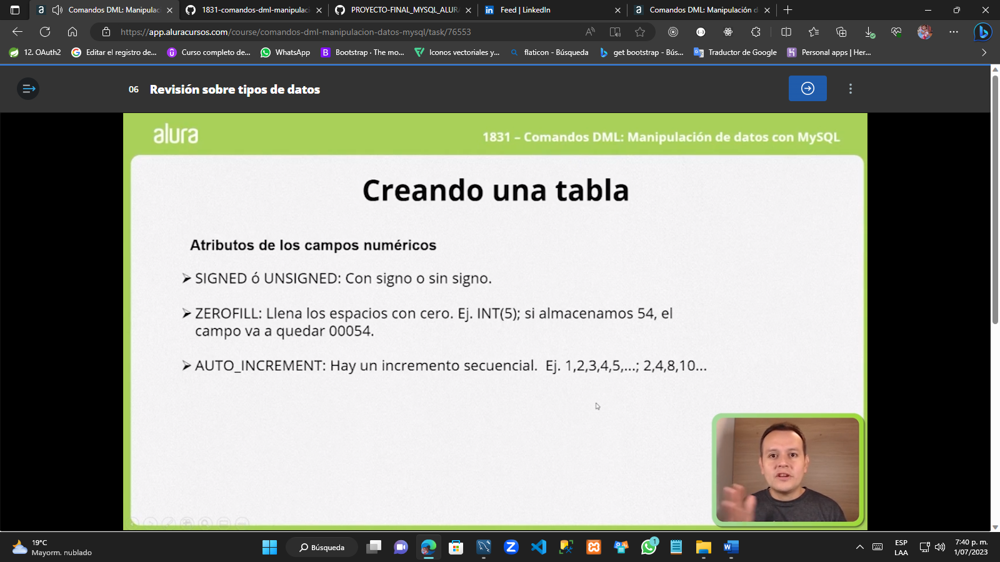 Comandos DML: Manipulac
1831-comandos-dml-manipulaci
PROYECTO-FINAL_MYSQL_ALURA
Feed | LinkedIn
Comandos DML: Manipulación d
https://app.aluracursos.com/course/comandos-dml-manipulacion-datos-mysql/task/76553
12. OAuth2
Editar el registro de...
Curso completo de...
WhatsApp
Bootstrap · The mo...
Iconos vectoriales y...
flaticon - Búsqueda
get bootstrap - Bús...
Traductor de Google
Personal apps | Her...
06 Revisión sobre tipos de datos
alura
1831 – Comandos DML: Manipulación de datos con MySQL
Creando una tabla
Atributos de los campos numéricos
➢ SIGNED ó UNSIGNED: Con signo o sin signo.
➢ ZEROFILL: Llena los espacios con cero. Ej. INT(5); si almacenamos 54, el
campo va a quedar 00054.
➢ AUTO_INCREMENT: Hay un incremento secuencial. Ej. 1,2,3,4,5,...; 2,4,8,10...
19°C
Mayorm. nublado
Búsqueda
1
ESP
LAA
7:40 p. m.
1/07/2023